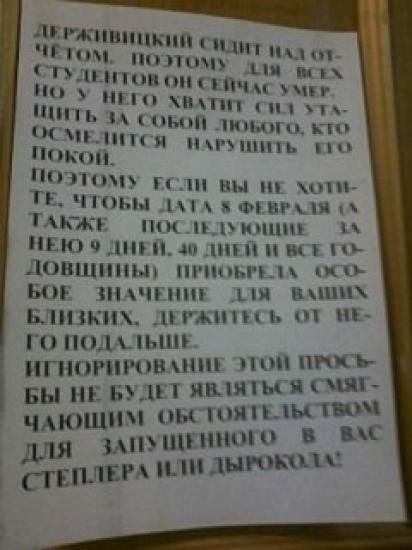 ДЕРЖИВИЦКИЙ СИДИТ НАД ОТ-
ЧЁТОМ. ПОЭТОМУ ДЛЯ ВСЕХ
СТУДЕНТОВ ОН СЕЙЧАС УМЕР.
НО У НЕГО ХВАТИТ СИЛ УТА-
ЩИТЬ ЗА СОБОЙ ЛЮБОГО, КТО
ОСМЕЛИТСЯ НАРУШИТЬ ЕГО
ПОКОЙ.
ПОЭТОМУ ЕСЛИ ВЫ НЕ ХОТИ-
ТЕ, ЧТОБЫ ДАТА 8 ФЕВРАЛЯ (А
ТАКЖЕ ПОСЛЕДУЮЩИЕ ЗА
НЕЮ 9 ДНЕЙ, 40 ДНЕЙ И ВСЕ ГО-
ДОВЩИНЫ) ПРИОБРЕЛА ОСО-
БОЕ ЗНАЧЕНИЕ ДЛЯ ВАШИХ
БЛИЗКИХ, ДЕРЖИТЕСЬ ОТ НЕ-
ГО ПОДАЛЬШЕ.
ИГНОРИРОВАНИЕ ЭТОЙ ПРОСЬ-
БЫ НЕ БУДЕТ ЯВЛЯТЬСЯ СМЯГ-
ЧАЮЩИМ ОБСТОЯТЕЛЬСТВОМ
ДЛЯ ЗАПУЩЕННОГО В ВАС
СТЕПЛЕРА ИЛИ ДЫРОКОЛА!